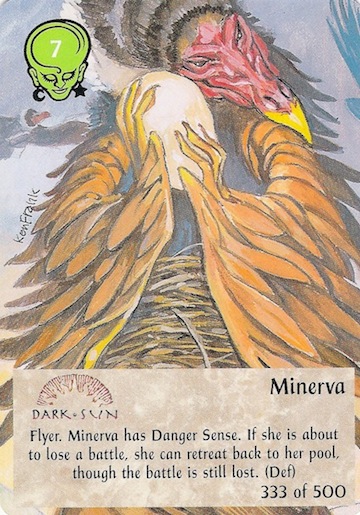 7
KenFrank
Minerva
DARK•SUN
Flyer. Minerva has Danger Sense. If she is about
to lose a battle, she can retreat back to her pool,
though the battle is still lost. (Def)
333 of 500